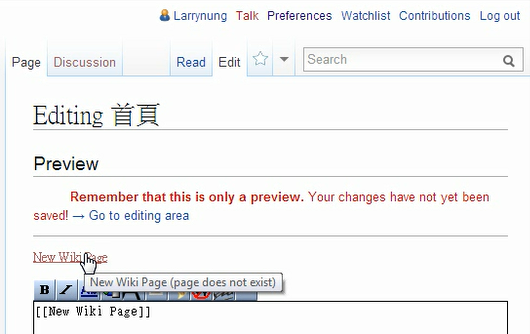 Larrynung Talk Preferences Watchlist Contributions Log out
Page Discussion Read Edit Search
Editing 首頁
Preview
Remember that this is only a preview. Your changes have not yet been
saved! → Go to editing area
New Wiki Page
New Wiki Page (page does not exist)
B I Ab A
[[New Wiki Page]]